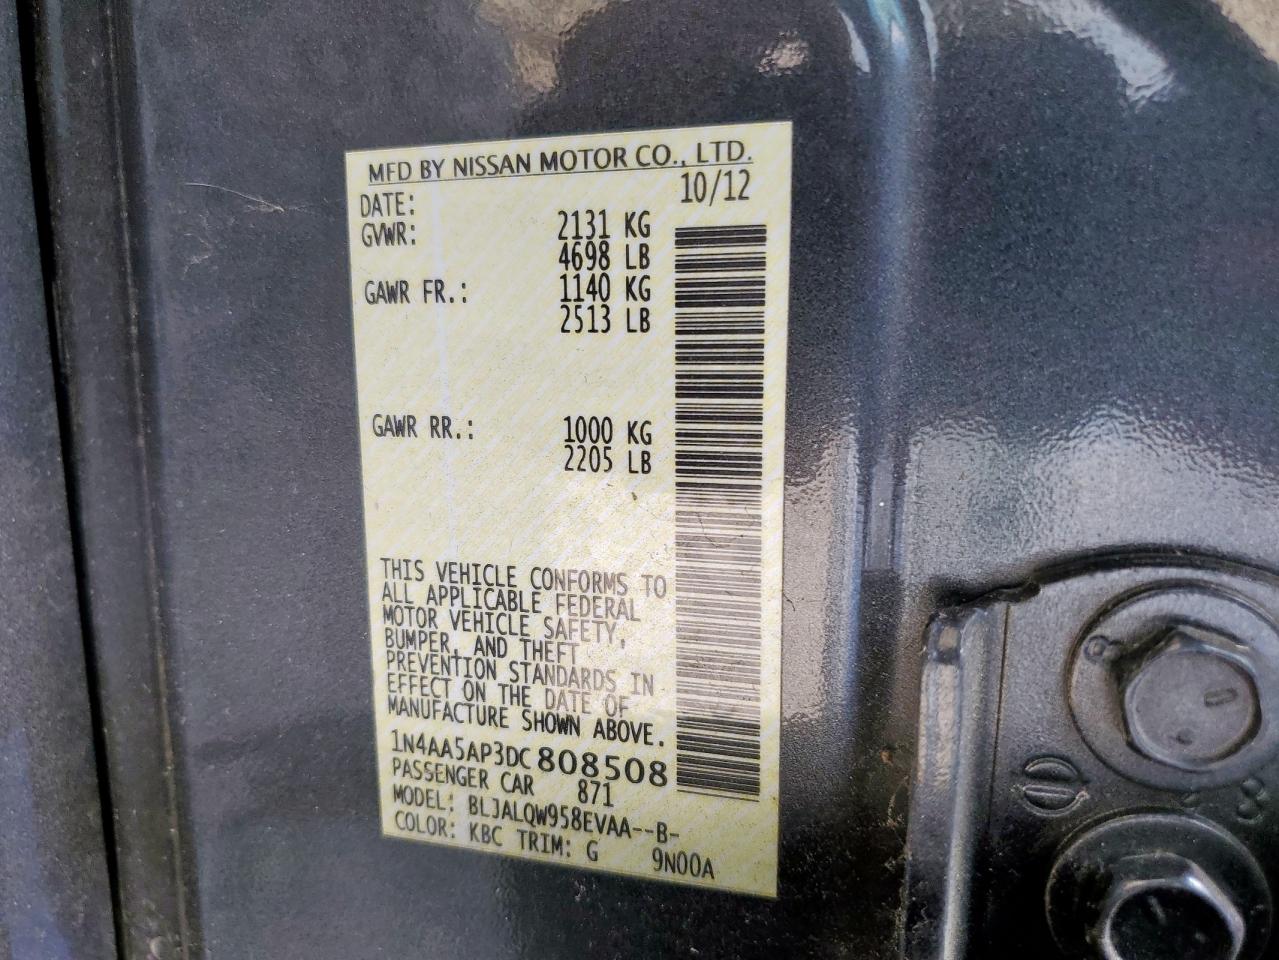 MFD BY NISSAN MOTOR CO., LTD.
DATE: 10/12
GVWR: 2131 KG
4698 LB
GAWR FR.: 1140 KG
2513 LB
GAWR RR.: 1000 KG
2205 LB
THIS VEHICLE CONFORMS TO
ALL APPLICABLE FEDERAL
MOTOR VEHICLE SAFETY,
BUMPER, AND THEFT
PREVENTION STANDARDS IN
EFFECT ON THE DATE OF
MANUFACTURE SHOWN ABOVE.
1N4AA5AP3DC808508
PASSENGER CAR 871
MODEL: BLJALQW958EVAA--B-
COLOR: KBC TRIM: G 9N00A
8